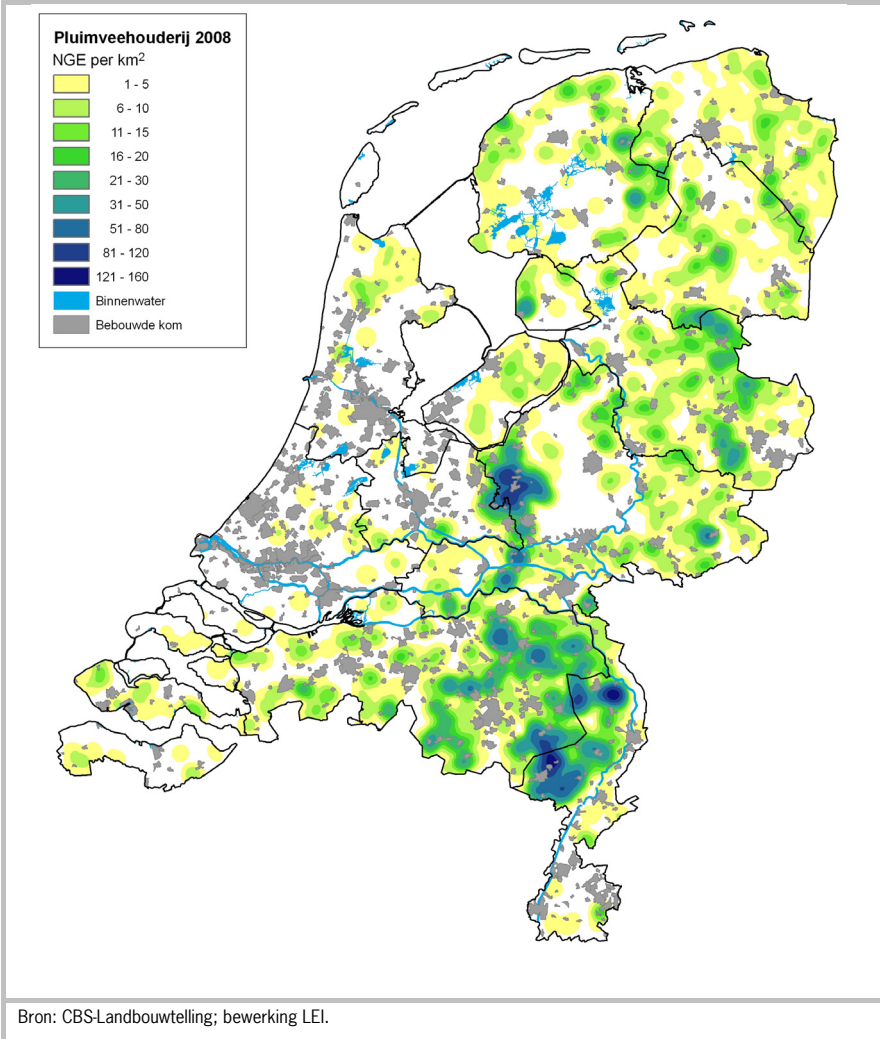 Pluimveehouderij 2008
NGE per km²
1 - 5
6 - 10
11 - 15
16 - 20
21 - 30
31 - 50
51 - 80
81 - 120
121 - 160
Binnenwater
Bebouwde kom
Bron: CBS-Landbouwtelling; bewerking LEI.